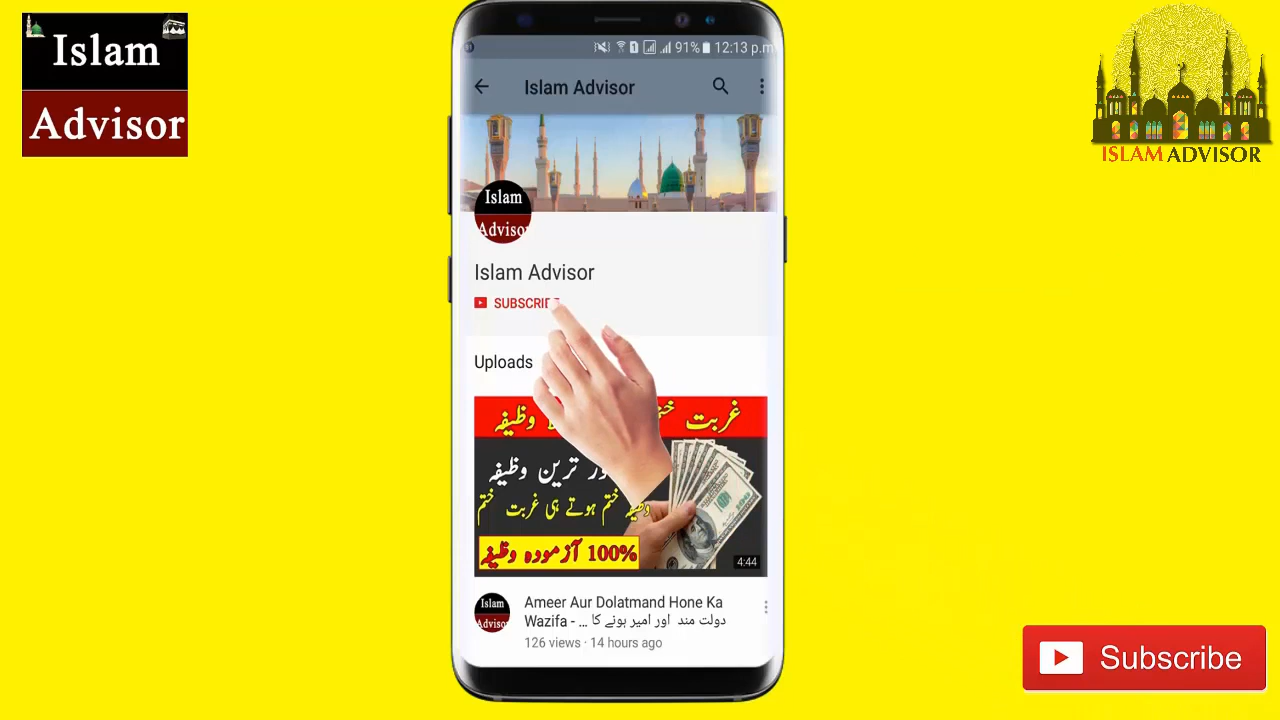 Islam
Advisor
91% 12:13 p.m
Islam Advisor
ISLAM ADVISOR
Islam
Advisor
Islam Advisor
SUBSCRIBE
Uploads
غربت وظیفہ
ترین وظیفہ
وظیفہ ختم ہوتے ہی غربت ختم
100% آزمودہ وظیفہ
4:44
Islam
Advisor
Ameer Aur Dolatmand Hone Ka
Wazifa - ... دولت مند اور امیر ہونے کا
126 views · 14 hours ago
Subscribe